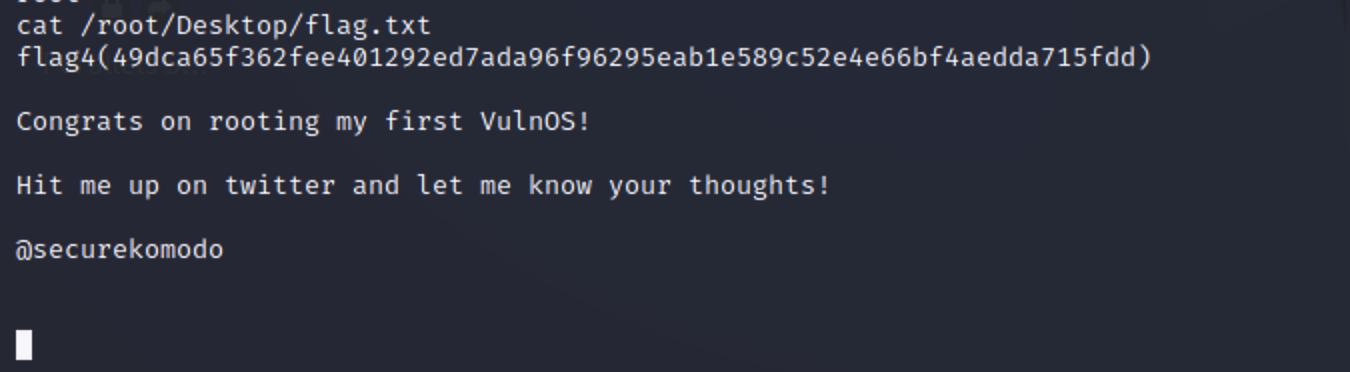 cat /root/Desktop/flag.txt
flag4(49dca65f362fee401292ed7ada96f96295eab1e589c52e4e66bf4aedda715fdd)
Congrats on rooting my first VulnOS!
Hit me up on twitter and let me know your thoughts!
@securekomodo